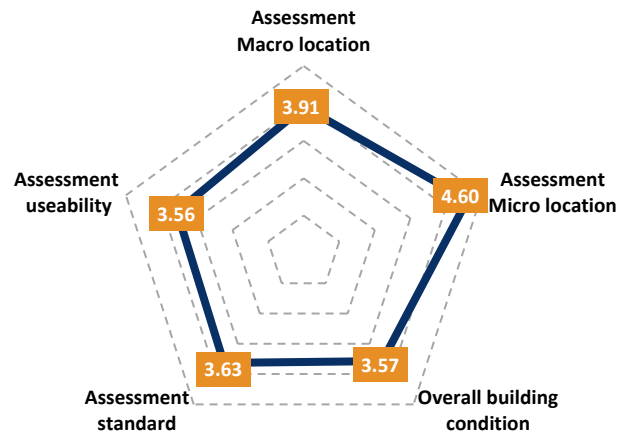 Assessment
Macro location
3.91
Assessment
useability
3.56
4.60
Assessment
Micro location
3.63
3.57
Assessment
standard
Overall building
condition